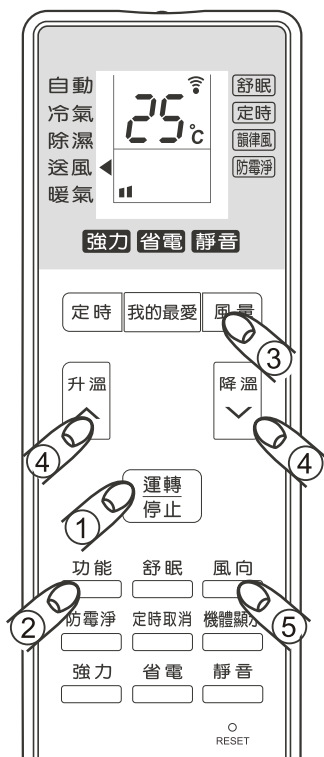 自動 舒眠
冷氣 25℃ 定時
除濕 韻律風
送風 防霉淨
暖氣
強力 省電 靜音
定時 我的最愛 風量
③
升溫 降溫
④ ④
運轉
停止
①
功能 舒眠 風向
② ⑤
防霉淨 定時取消 機體顯示
強力 省電 靜音
RESET